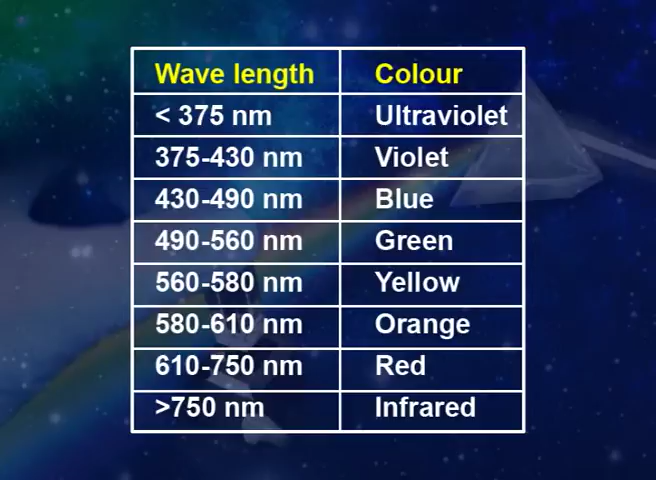 Wave length Colour
< 375 nm Ultraviolet
375-430 nm Violet
430-490 nm Blue
490-560 nm Green
560-580 nm Yellow
580-610 nm Orange
610-750 nm Red
>750 nm Infrared